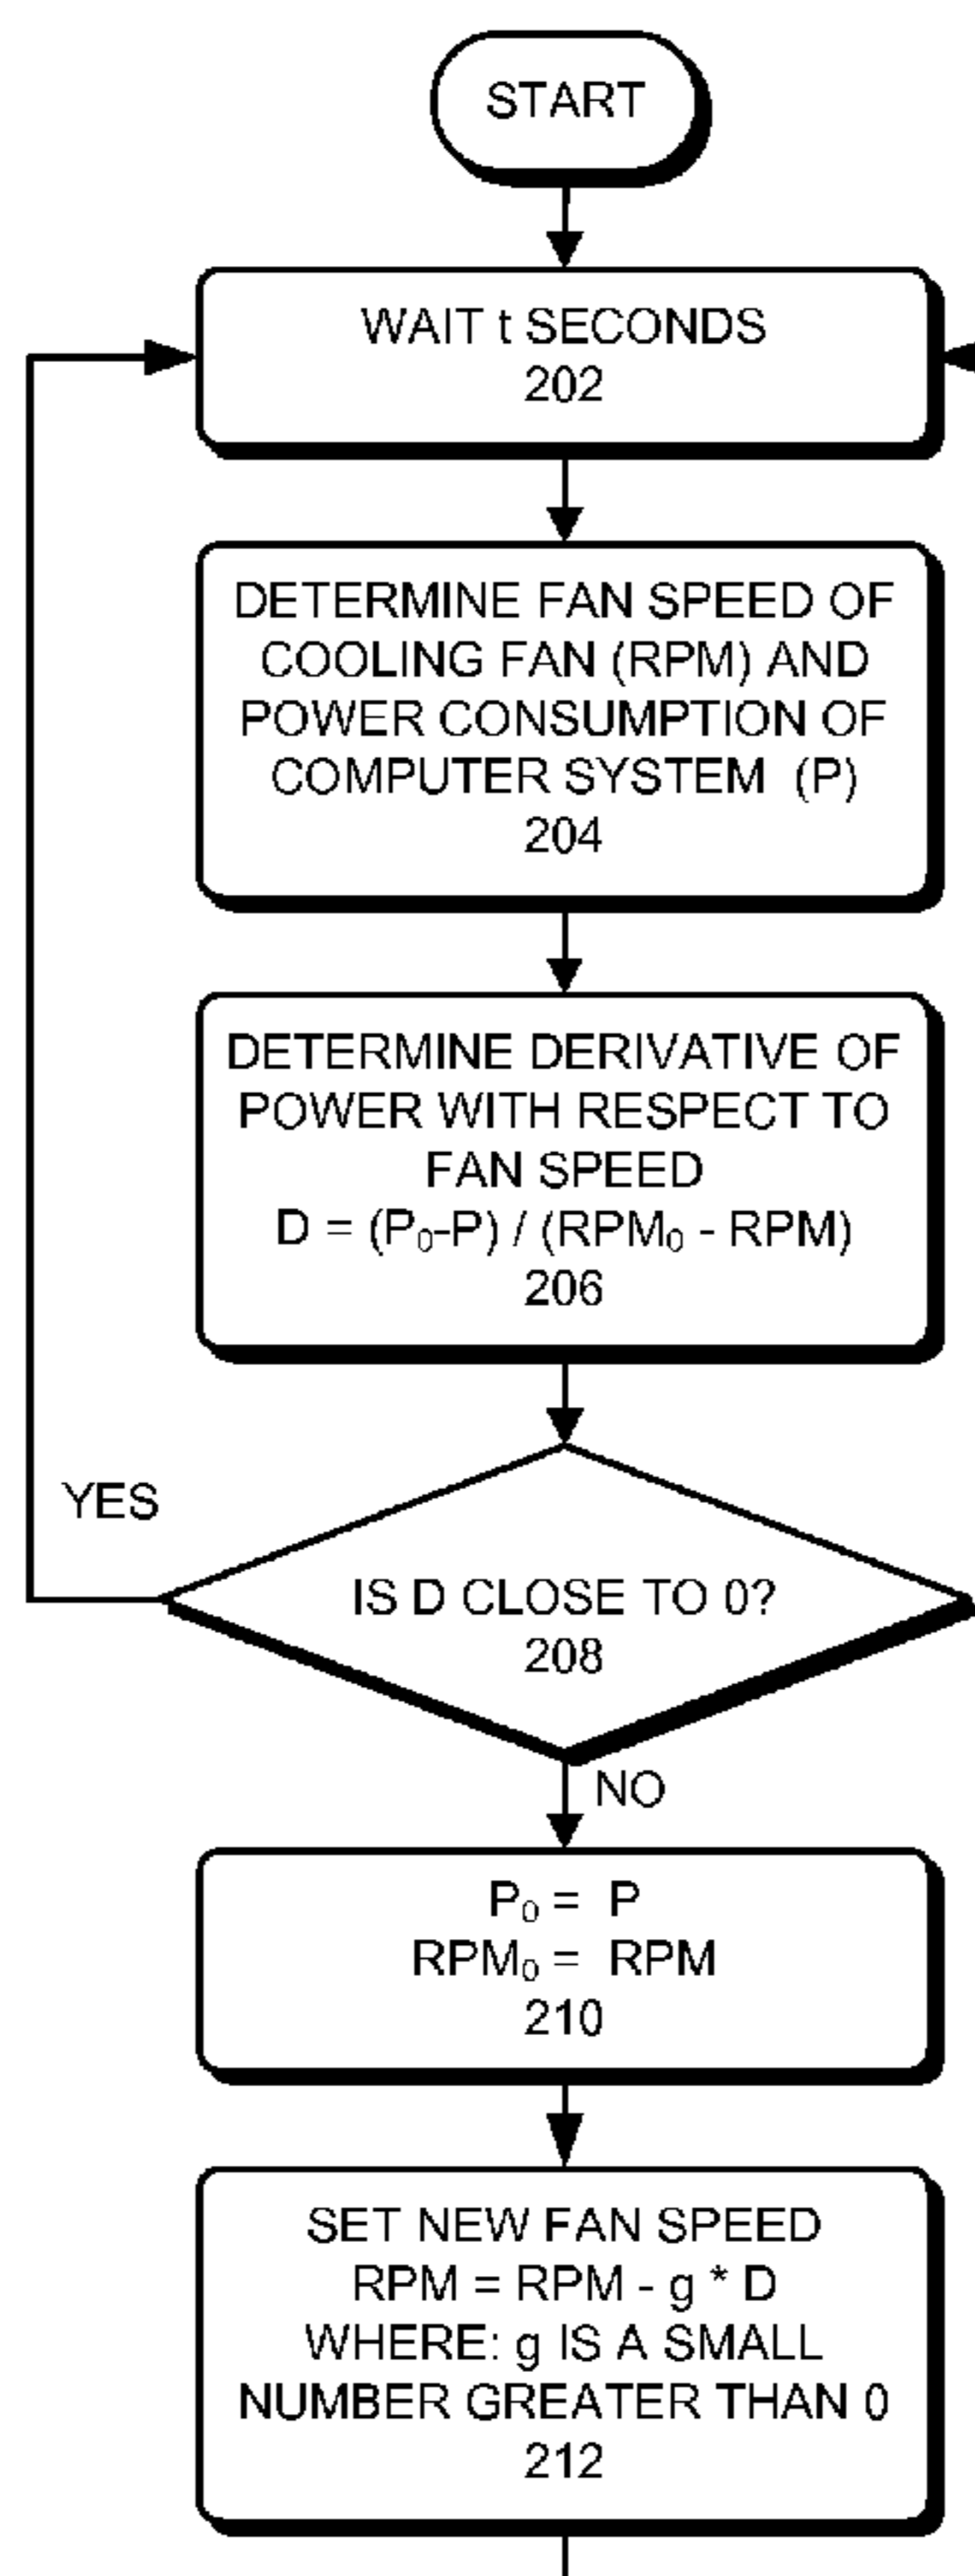 START
WAIT t SECONDS
202
DETERMINE FAN SPEED OF
COOLING FAN (RPM) AND
POWER CONSUMPTION OF
COMPUTER SYSTEM (P)
204
DETERMINE DERIVATIVE OF
POWER WITH RESPECT TO
FAN SPEED
D = (P₀-P) / (RPM₀ - RPM)
206
YES
IS D CLOSE TO 0?
208
NO
P₀ = P
RPM₀ = RPM
210
SET NEW FAN SPEED
RPM = RPM - g * D
WHERE: g IS A SMALL
NUMBER GREATER THAN 0
212